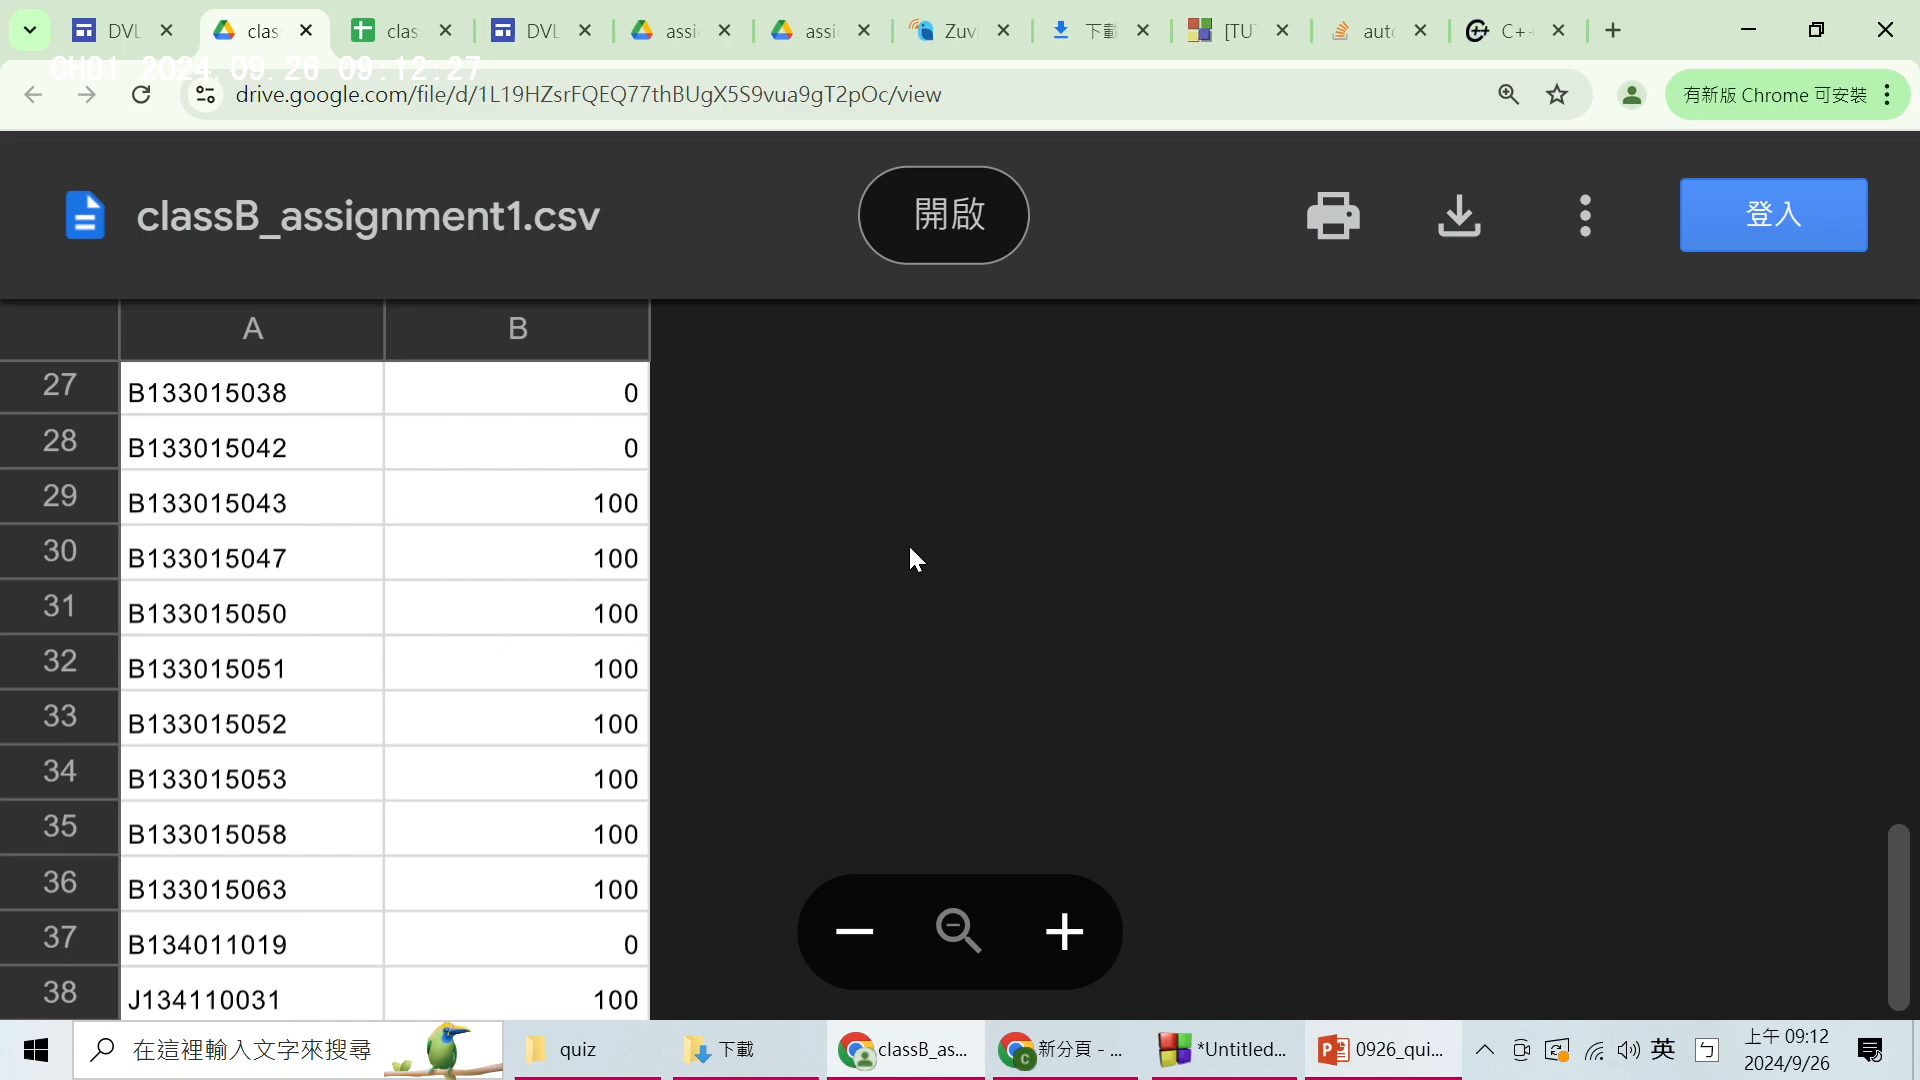 DVL
clas
clas
DVL
assi
assi
Zuv
下載
[TU
auto
C++
CH01 2024.09.26 09:12:27
drive.google.com/file/d/1L19HZsrFQEQ77thBUgX5S9vua9gT2pOc/view
有新版 Chrome 可安裝
classB_assignment1.csv
開啟
登入
A B
27 B133015038 0
28 B133015042 0
29 B133015043 100
30 B133015047 100
31 B133015050 100
32 B133015051 100
33 B133015052 100
34 B133015053 100
35 B133015058 100
36 B133015063 100
37 B134011019 0
38 J134110031 100
在這裡輸入文字來搜尋
quiz
下載
classB_as...
新分頁 - ...
*Untitled...
0926_qui...
英
ㄅ
上午 09:12
2024/9/26